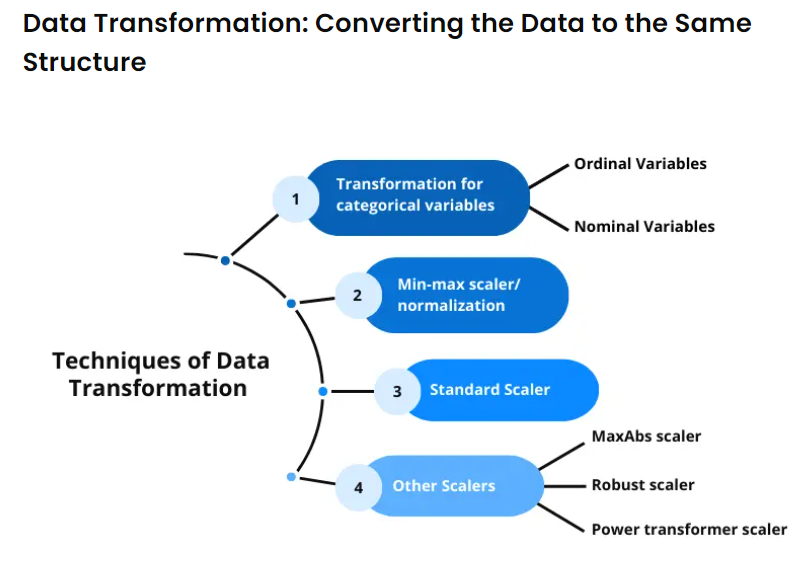 Data Transformation: Converting the Data to the Same
Structure
Techniques of Data
Transformation
1
Transformation for
categorical variables
Ordinal Variables
Nominal Variables
2
Min-max scaler/
normalization
3
Standard Scaler
4
Other Scalers
MaxAbs scaler
Robust scaler
Power transformer scaler